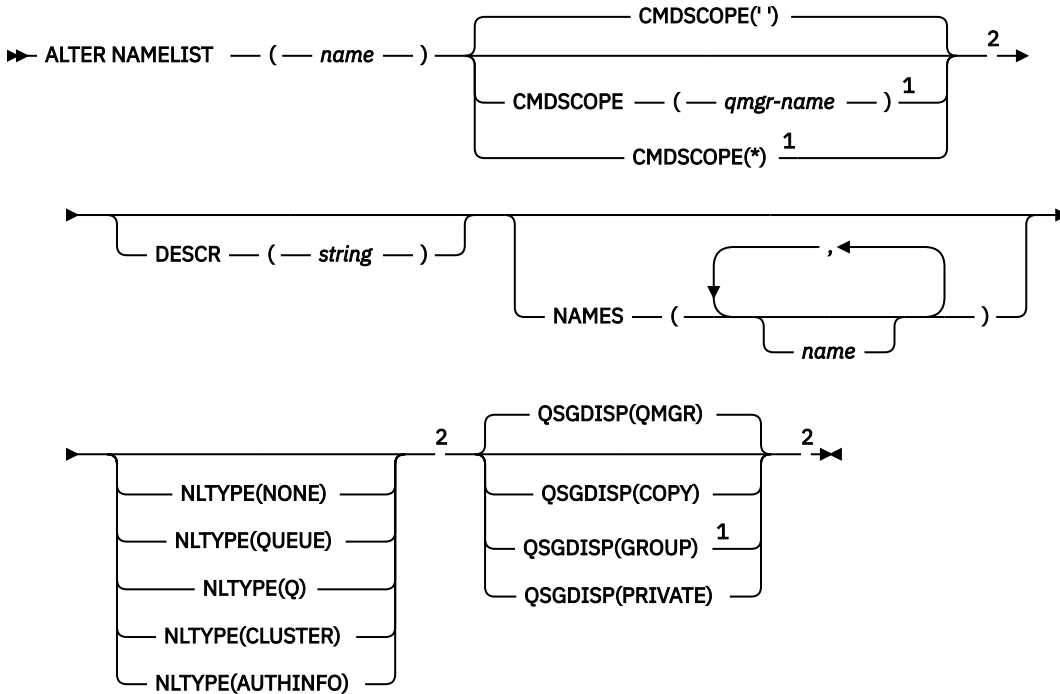 CMDSCOPE(' ')
ALTER NAMELIST ( name ) 2
CMDSCOPE ( qmgr-name ) 1
CMDSCOPE(*) 1
DESCR ( string )
,
NAMES ( name )
QSGDISP(QMGR)
2 2
NLTYPE(NONE) QSGDISP(COPY)
NLTYPE(QUEUE) QSGDISP(GROUP) 1
NLTYPE(Q) QSGDISP(PRIVATE)
NLTYPE(CLUSTER)
NLTYPE(AUTHINFO)